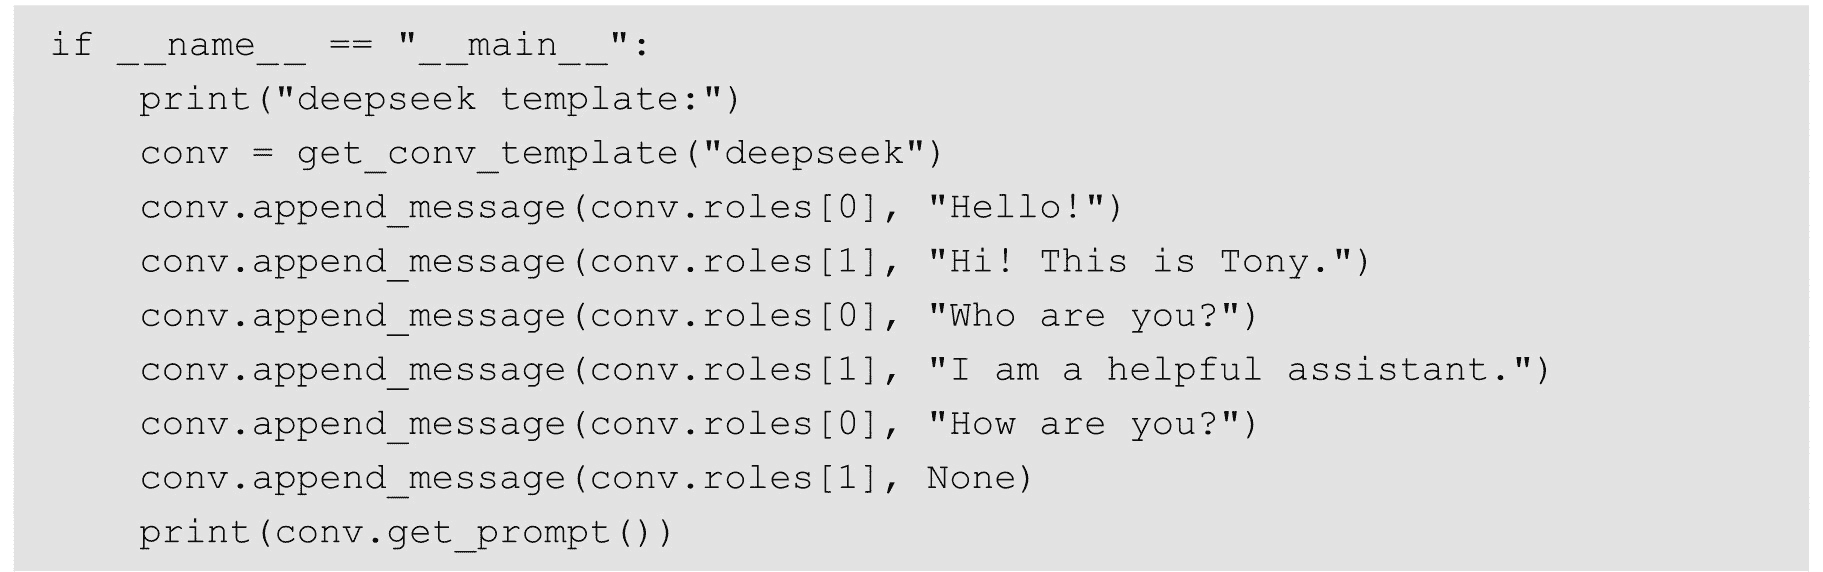 if __name__ == "__main__":
    print("deepseek template:")
    conv = get_conv_template("deepseek")
    conv.append_message(conv.roles[0], "Hello!")
    conv.append_message(conv.roles[1], "Hi! This is Tony.")
    conv.append_message(conv.roles[0], "Who are you?")
    conv.append_message(conv.roles[1], "I am a helpful assistant.")
    conv.append_message(conv.roles[0], "How are you?")
    conv.append_message(conv.roles[1], None)
    print(conv.get_prompt())